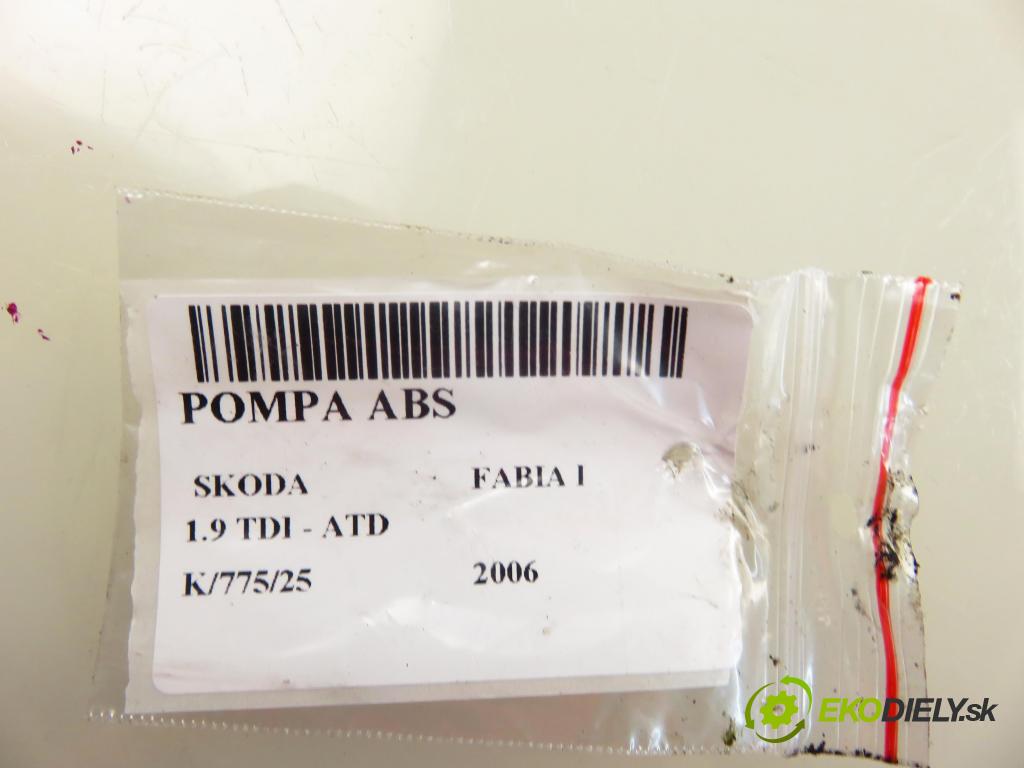 POMPA ABS
SKODA FABIA I
1.9 TDI - ATD
K/775/25 2006
EKODIELY.sk